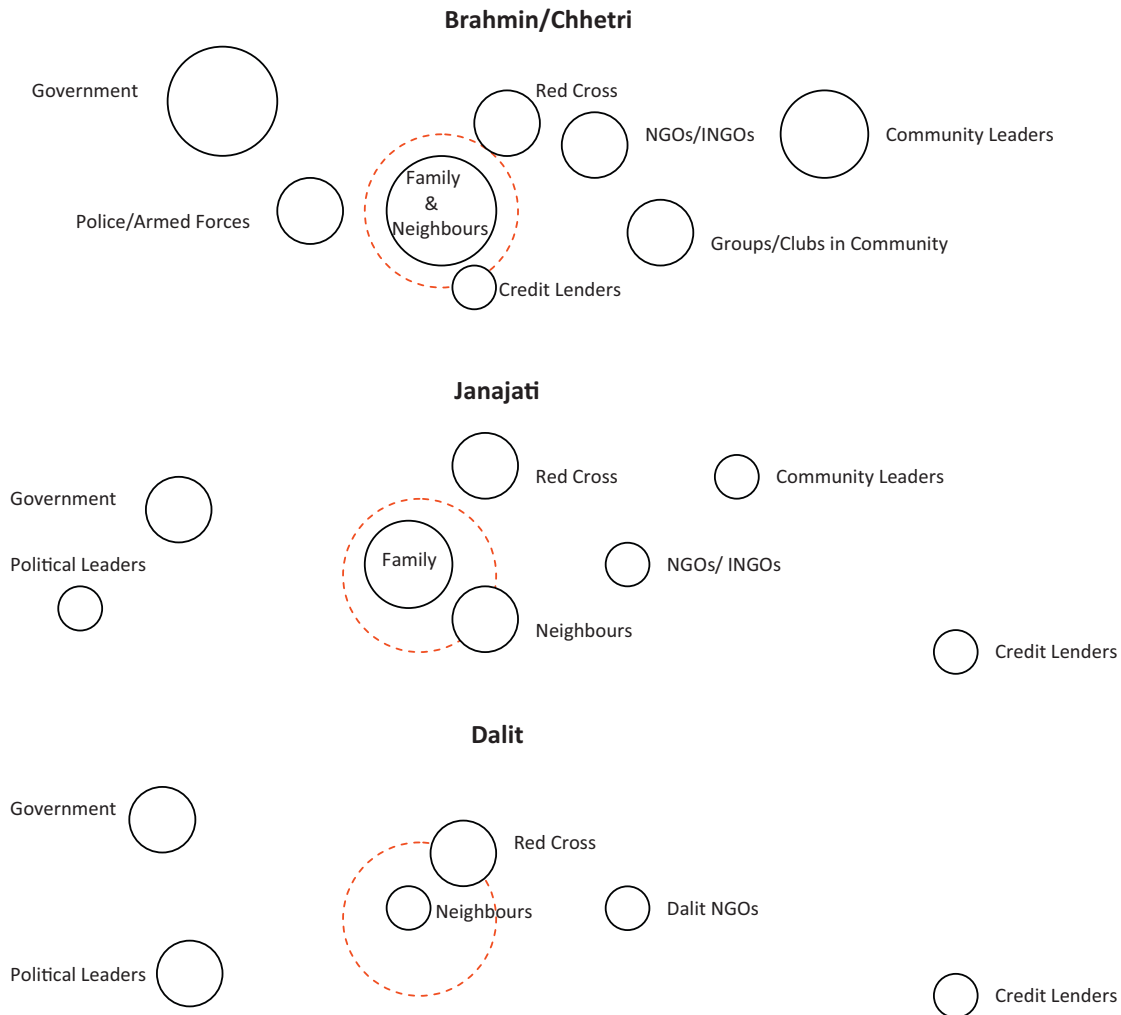 Brahmin/Chhetri
Government
Red Cross
NGOs/INGOs
Community Leaders
Family
&
Neighbours
Police/Armed Forces
Groups/Clubs in Community
Credit Lenders
Janajati
Red Cross
Community Leaders
Government
Political Leaders
Family
NGOs/ INGOs
Neighbours
Credit Lenders
Dalit
Government
Red Cross
Neighbours
Dalit NGOs
Political Leaders
Credit Lenders